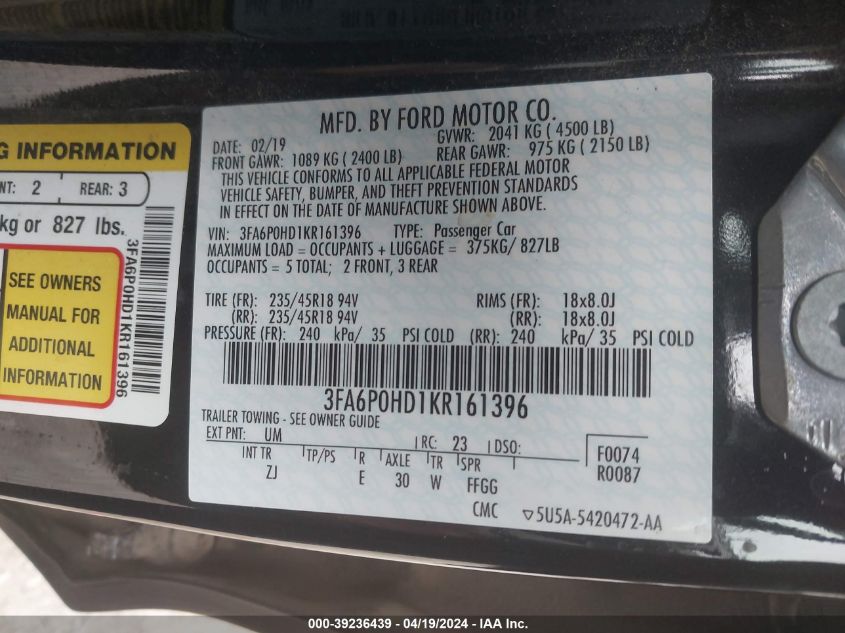 MFD. BY FORD MOTOR CO.
DATE: 02/19 GVWR: 2041 KG ( 4500 LB)
FRONT GAWR: 1089 KG ( 2400 LB) REAR GAWR: 975 KG ( 2150 LB)
THIS VEHICLE CONFORMS TO ALL APPLICABLE FEDERAL MOTOR
VEHICLE SAFETY, BUMPER, AND THEFT PREVENTION STANDARDS
IN EFFECT ON THE DATE OF MANUFACTURE SHOWN ABOVE.
VIN: 3FA6P0HD1KR161396 TYPE: Passenger Car
MAXIMUM LOAD = OCCUPANTS + LUGGAGE = 375KG/ 827LB
OCCUPANTS = 5 TOTAL; 2 FRONT, 3 REAR
TIRE (FR): 235/45R18 94V RIMS (FR): 18x8.0J
(RR): 235/45R18 94V (RR): 18x8.0J
PRESSURE (FR): 240 kPa/ 35 PSI COLD (RR): 240 kPa/ 35 PSI COLD
3FA6P0HD1KR161396
TRAILER TOWING - SEE OWNER GUIDE
EXT PNT: UM RC: 23 DSO:
INT TR TP/PS R AXLE TR SPR
ZJ E 30 W FFGG
F0074
R0087
CMC ▽5U5A-5420472-AA
G INFORMATION
NT: 2 REAR: 3
kg or 827 lbs.
SEE OWNERS
MANUAL FOR
ADDITIONAL
INFORMATION
3FA6P0HD1KR161396
000-39236439 - 04/19/2024 - IAA Inc.